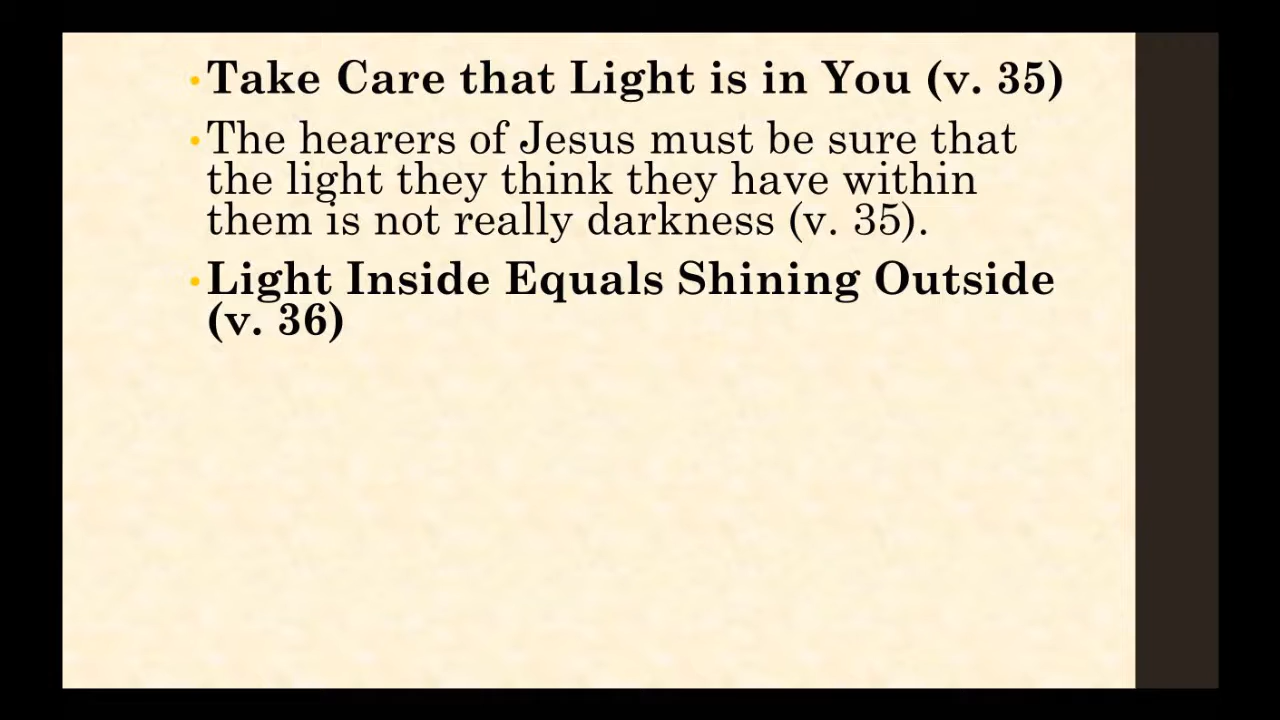 •Take Care that Light is in You (v. 35)
•The hearers of Jesus must be sure that
the light they think they have within
them is not really darkness (v. 35).
•Light Inside Equals Shining Outside
(v. 36)